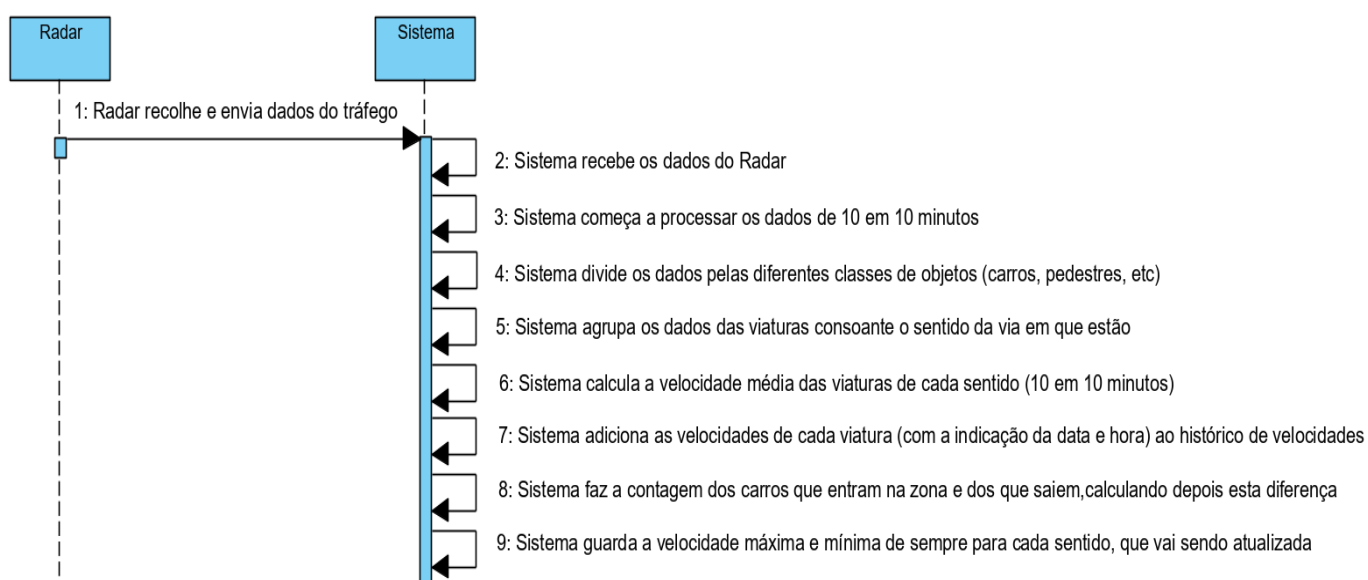 Radar
Sistema
1: Radar recolhe e envia dados do tráfego
2: Sistema recebe os dados do Radar
3: Sistema começa a processar os dados de 10 em 10 minutos
4: Sistema divide os dados pelas diferentes classes de objetos (carros, pedestres, etc)
5: Sistema agrupa os dados das viaturas consoante o sentido da via em que estão
6: Sistema calcula a velocidade média das viaturas de cada sentido (10 em 10 minutos)
7: Sistema adiciona as velocidades de cada viatura (com a indicação da data e hora) ao histórico de velocidades
8: Sistema faz a contagem dos carros que entram na zona e dos que saiem,calculando depois esta diferença
9: Sistema guarda a velocidade máxima e mínima de sempre para cada sentido, que vai sendo atualizada